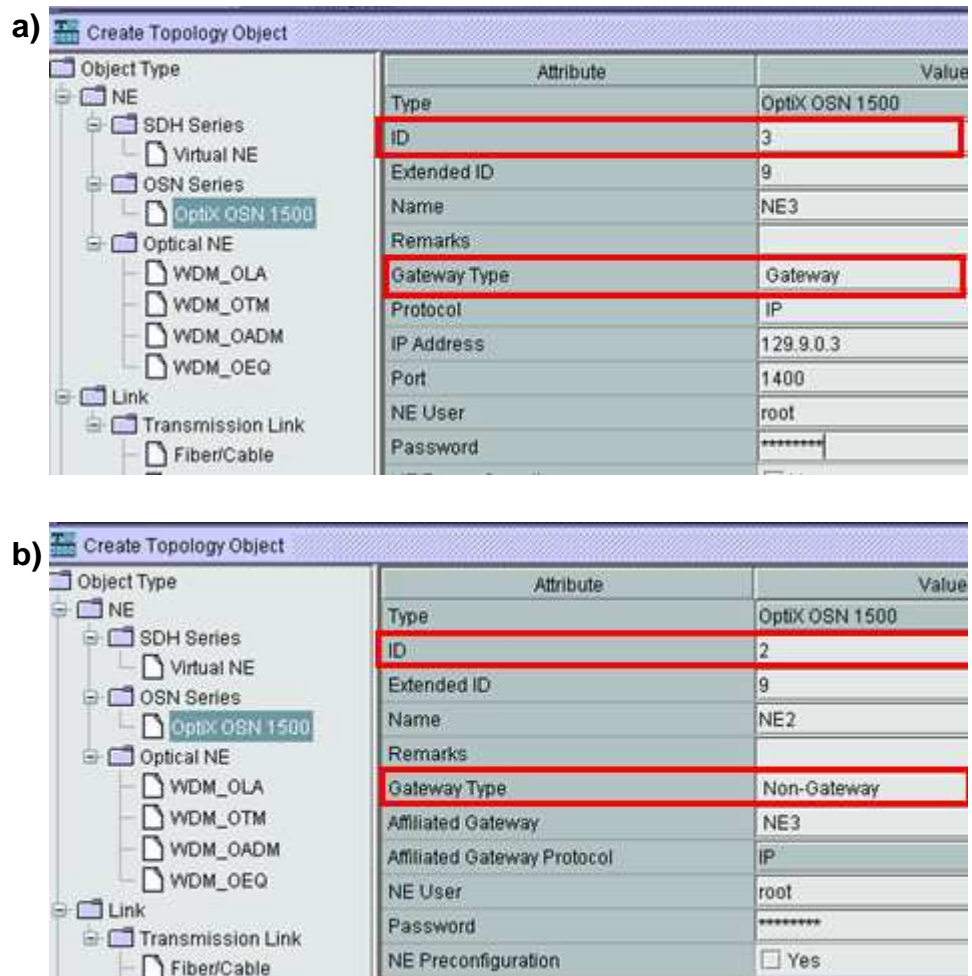 a)
Create Topology Object
Object Type
NE
SDH Series
Virtual NE
OSN Series
OptiX OSN 1500
Optical NE
WDM_OLA
WDM_OTM
WDM_OADM
WDM_OEQ
Link
Transmission Link
Fiber/Cable
Attribute Value
Type OptiX OSN 1500
ID 3
Extended ID 9
Name NE3
Remarks
Gateway Type Gateway
Protocol IP
IP Address 129.9.0.3
Port 1400
NE User root
Password ********
b)
Create Topology Object
Object Type
NE
SDH Series
Virtual NE
OSN Series
OptiX OSN 1500
Optical NE
WDM_OLA
WDM_OTM
WDM_OADM
WDM_OEQ
Link
Transmission Link
Fiber/Cable
Attribute Value
Type OptiX OSN 1500
ID 2
Extended ID 9
Name NE2
Remarks
Gateway Type Non-Gateway
Affiliated Gateway NE3
Affiliated Gateway Protocol IP
NE User root
Password ********
NE Preconfiguration Yes